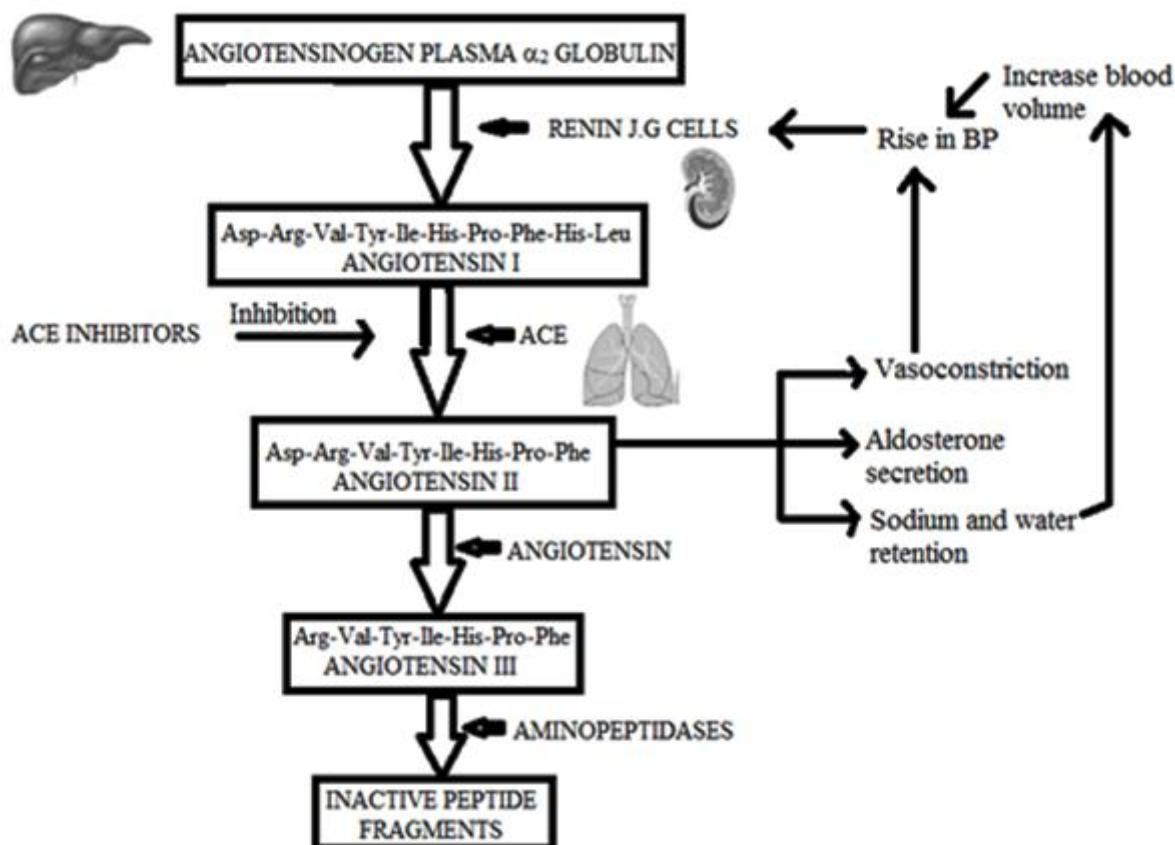 ANGIOTENSINOGEN PLASMA α₂ GLOBULIN
Increase blood
volume
RENIN J.G CELLS
Rise in BP
Asp-Arg-Val-Tyr-Ile-His-Pro-Phe-His-Leu
ANGIOTENSIN I
Inhibition
ACE INHIBITORS
ACE
Vasoconstriction
Asp-Arg-Val-Tyr-Ile-His-Pro-Phe
ANGIOTENSIN II
Aldosterone
secretion
Sodium and water
retention
ANGIOTENSIN
Arg-Val-Tyr-Ile-His-Pro-Phe
ANGIOTENSIN III
AMINOPEPTIDASES
INACTIVE PEPTIDE
FRAGMENTS